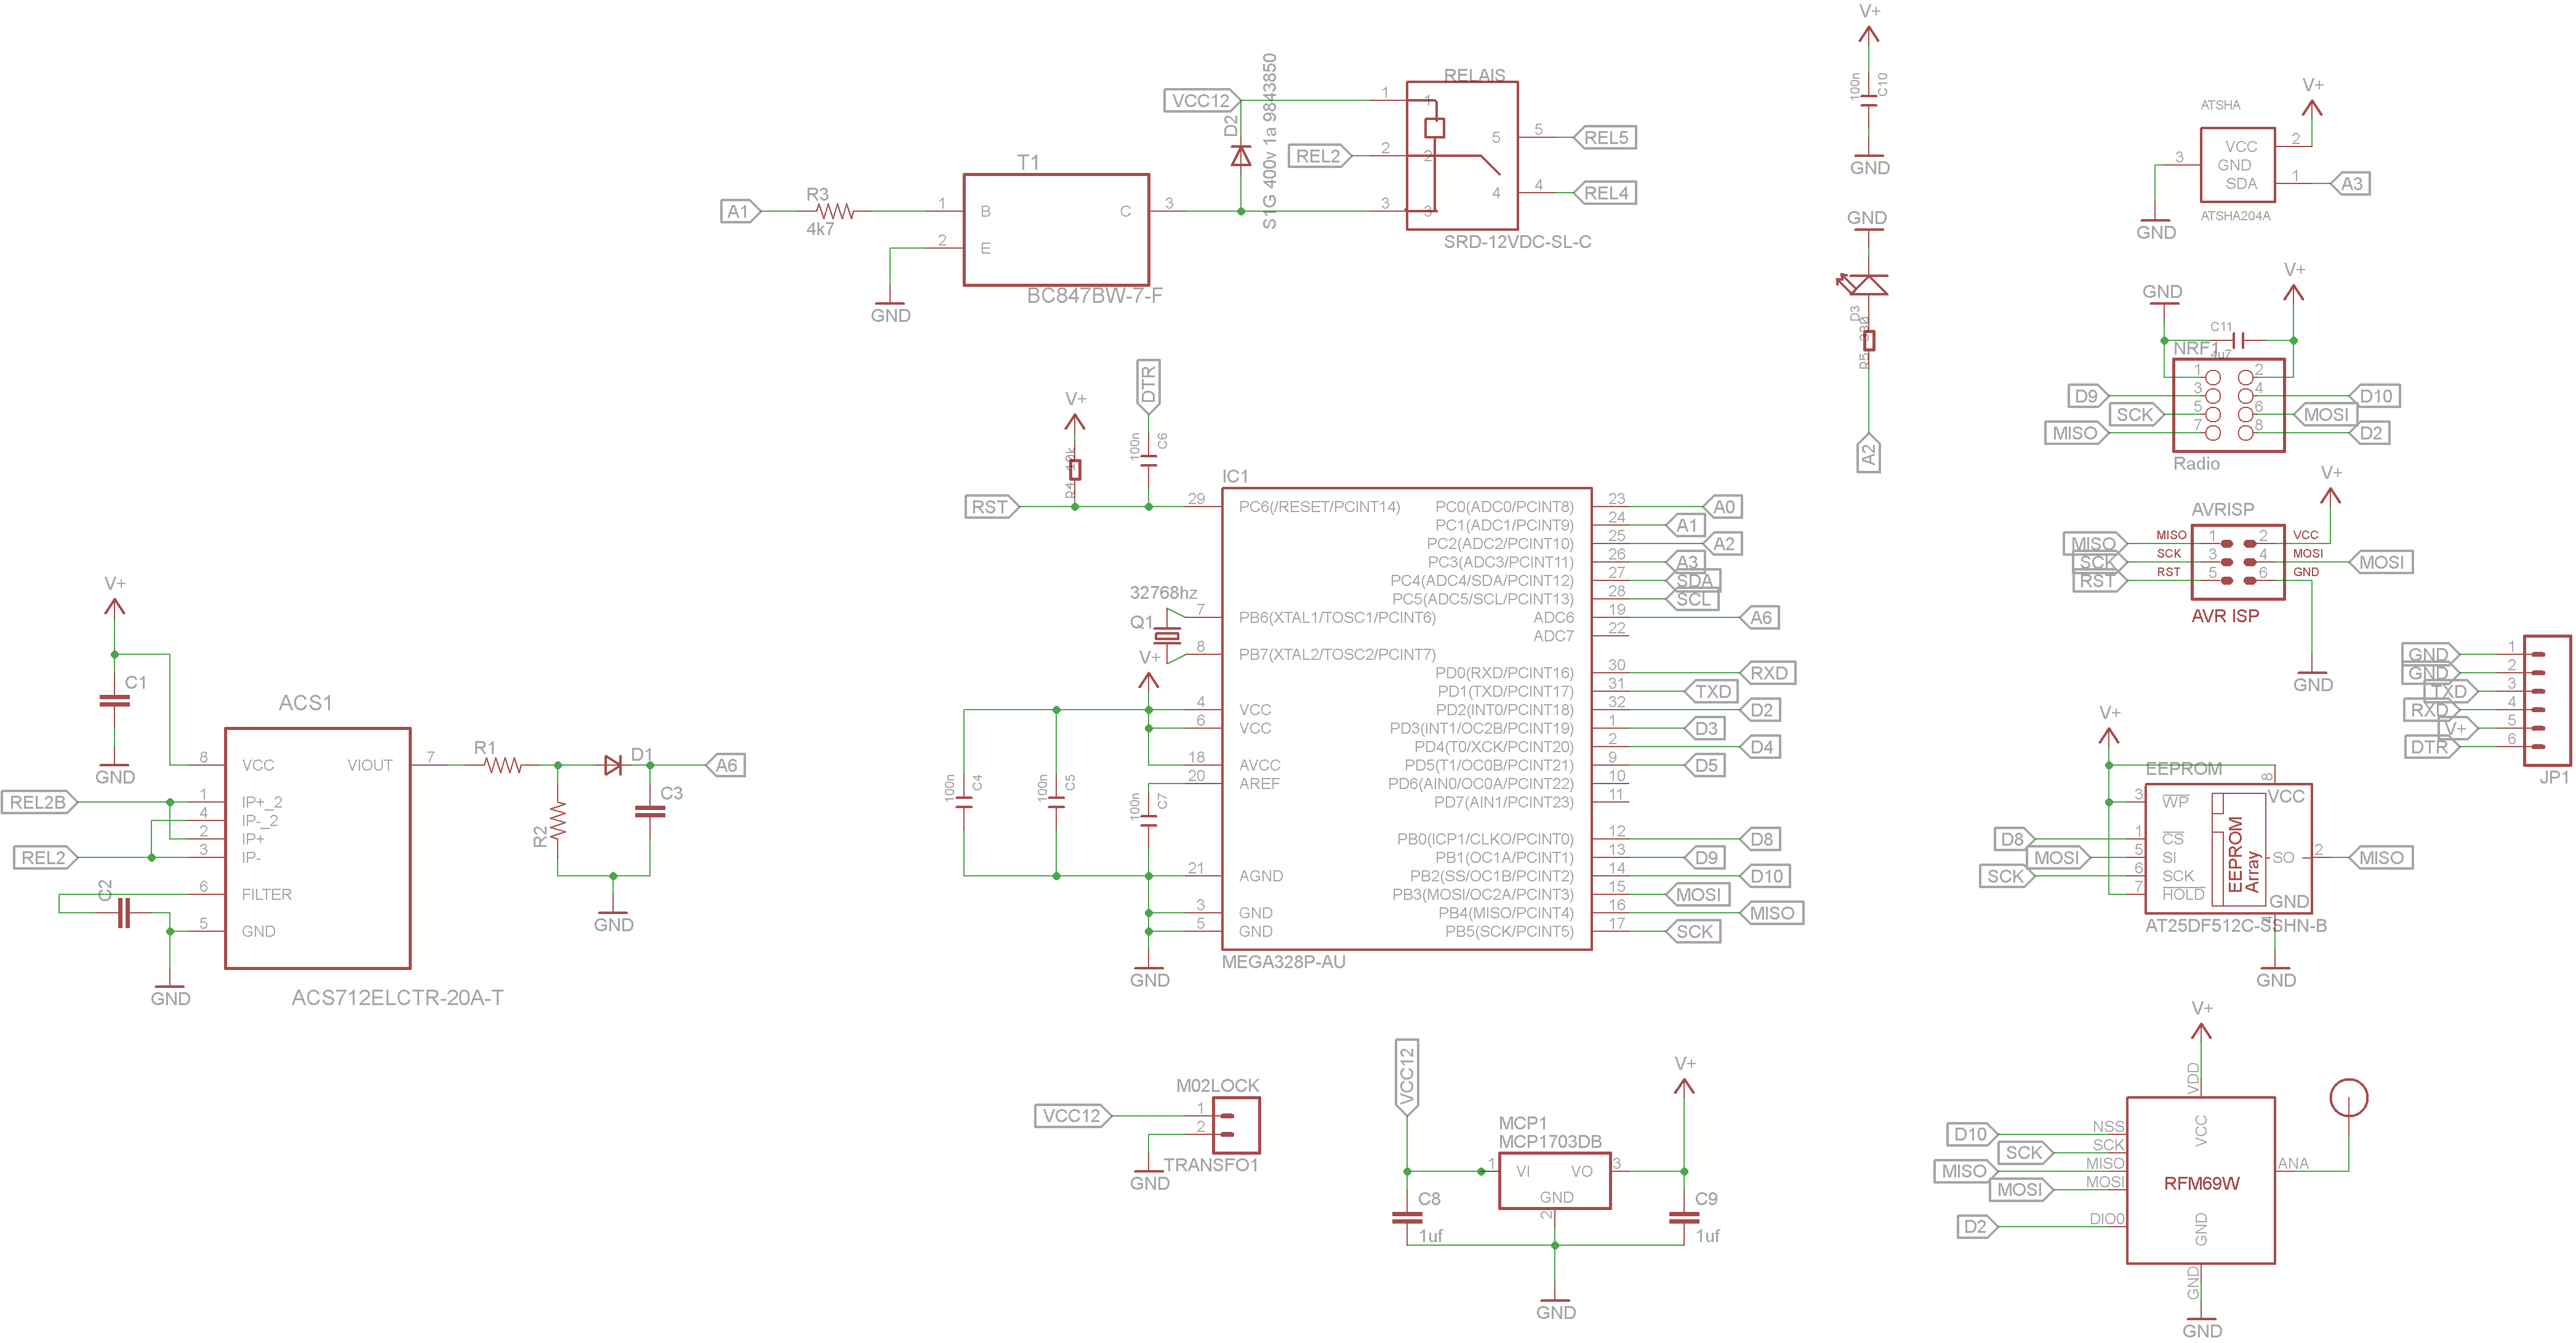 V+
100n
C10
GND
RELAIS
VCC12
D2
S1G 400v 1a 9843850
1
1
REL2
2
2
3
3
5
5
REL5
4
4
REL4
SRD-12VDC-SL-C
T1
A1
R3
4k7
1
B
C
3
2
E
GND
BC847BW-7-F
GND
D3
330
R5
A2
ATSHA
V+
VCC
2
3
GND
SDA
1
A3
GND
ATSHA204A
GND
V+
C11
4u7
NRF1
1
2
D9
3
4
D10
SCK
5
6
MOSI
MISO
7
8
D2
Radio
V+
AVRISP
MISO
MISO
1
2
VCC
SCK
SCK
3
4
MOSI
MOSI
RST
RST
5
6
GND
AVR ISP
GND
GND
1
GND
2
TXD
3
RXD
4
V+
5
DTR
6
JP1
V+
R4
10k
DTR
100n
C6
RST
IC1
29
PC6(/RESET/PCINT14)
32768hz
Q1
7
PB6(XTAL1/TOSC1/PCINT6)
8
PB7(XTAL2/TOSC2/PCINT7)
V+
4
VCC
6
VCC
18
AVCC
20
AREF
100n
C4
100n
C5
100n
C7
21
AGND
3
GND
5
GND
GND
MEGA328P-AU
PC0(ADC0/PCINT8)
23
A0
PC1(ADC1/PCINT9)
24
A1
PC2(ADC2/PCINT10)
25
A2
PC3(ADC3/PCINT11)
26
A3
PC4(ADC4/SDA/PCINT12)
27
SDA
PC5(ADC5/SCL/PCINT13)
28
SCL
ADC6
19
A6
ADC7
22
PD0(RXD/PCINT16)
30
RXD
PD1(TXD/PCINT17)
31
TXD
PD2(INT0/PCINT18)
32
D2
PD3(INT1/OC2B/PCINT19)
1
D3
PD4(T0/XCK/PCINT20)
2
D4
PD5(T1/OC0B/PCINT21)
9
D5
PD6(AIN0/OC0A/PCINT22)
10
PD7(AIN1/PCINT23)
11
PB0(ICP1/CLKO/PCINT0)
12
D8
PB1(OC1A/PCINT1)
13
D9
PB2(SS/OC1B/PCINT2)
14
D10
PB3(MOSI/OC2A/PCINT3)
15
MOSI
PB4(MISO/PCINT4)
16
MISO
PB5(SCK/PCINT5)
17
SCK
V+
C1
GND
ACS1
8
VCC
VIOUT
7
R1
D1
A6
R2
C3
GND
REL2B
1
IP+_2
4
IP-_2
2
IP+
REL2
3
IP-
C2
6
FILTER
5
GND
GND
ACS712ELCTR-20A-T
V+
EEPROM
8
VCC
3
WP
D8
1
CS
MOSI
5
SI
SCK
6
SCK
7
HOLD
EEPROM
Array
SO
2
MISO
GND
4
AT25DF512C-SSHN-B
GND
M02LOCK
VCC12
1
2
GND
TRANSFO1
VCC12
V+
MCP1
MCP1703DB
1
VI
VO
3
GND
2
C8
1uf
C9
1uf
GND
V+
VDD
VCC
D10
NSS
SCK
SCK
MISO
MISO
MOSI
MOSI
D2
DIO0
RFM69W
ANA
GND
GND
GND